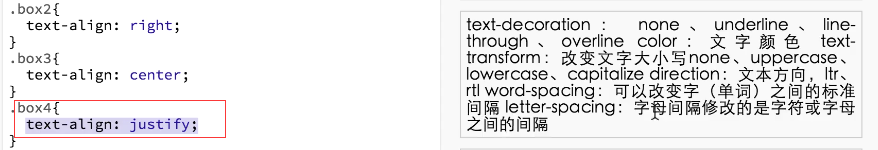 .box2{
text-align: right;
}
.box3{
text-align: center;
}
.box4{
text-align: justify;
}
text-decoration： none、underline、line-
through、overline color：文字颜色 text-
transform：改变文字大小写none、uppercase、
lowercase、capitalize direction：文本方向，ltr、
rtl word-spacing：可以改变字（单词）之间的标准
间隔 letter-spacing：字母间隔修改的是字符或字母
之间的间隔